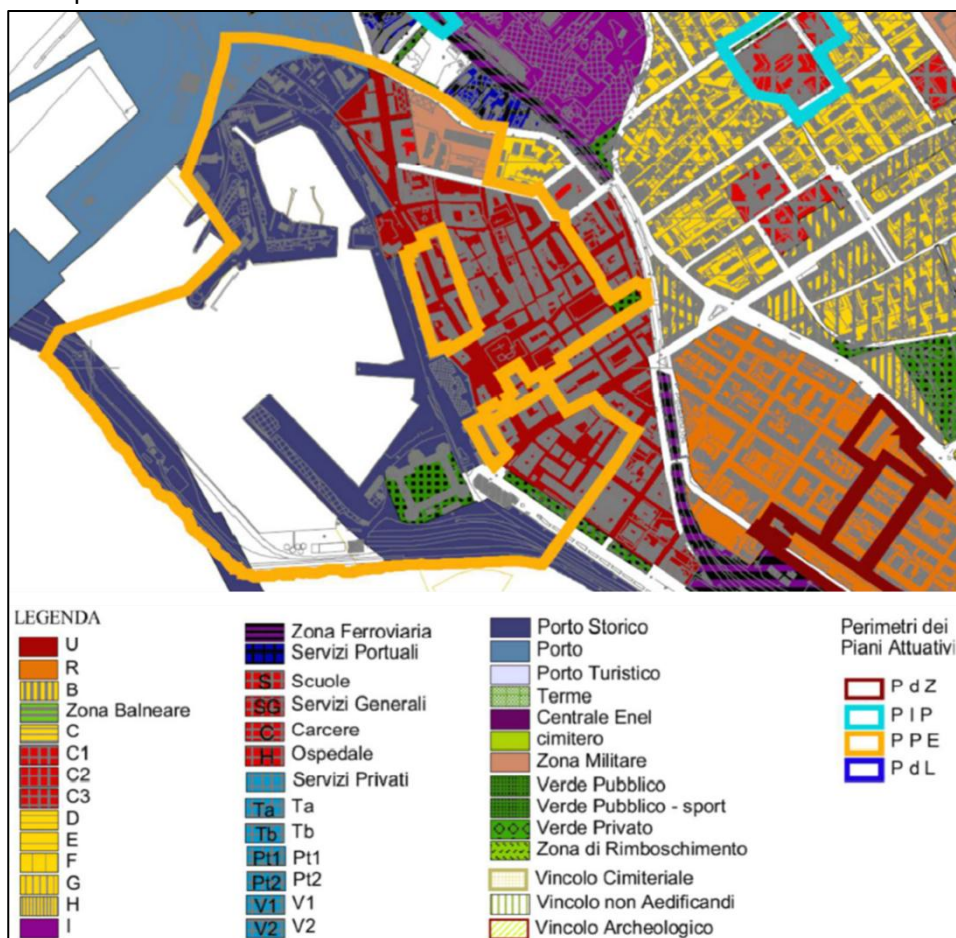 LEGENDA
U
R
B
Zona Balneare
C
C1
C2
C3
D
E
F
G
H
I
Zona Ferroviaria
Servizi Portuali
S Scuole
SG Servizi Generali
C Carcere
H Ospedale
Servizi Privati
Ta Ta
Tb Tb
Pt1 Pt1
Pt2 Pt2
V1 V1
V2 V2
Porto Storico
Porto
Porto Turistico
Terme
Centrale Enel
cimitero
Zona Militare
Verde Pubblico
Verde Pubblico - sport
Verde Privato
Zona di Rimboschimento
Vincolo Cimiteriale
Vincolo non Aedificandi
Vincolo Archeologico
Perimetri dei
Piani Attuativi
P d Z
P I P
P P E
P d L